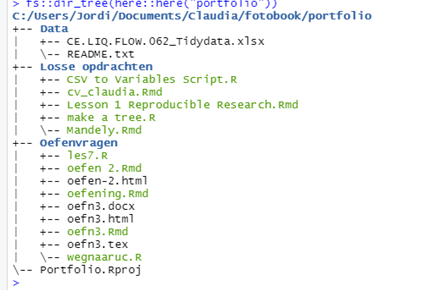 > fs::dir_tree(here::here("portfolio"))
C:/Users/Jordi/Documents/Claudia/fotobook/portfolio
+-- Data
|   +-- CE.LIQ.FLOW.062_Tidydata.xlsx
|   \-- README.txt
+-- Losse opdrachten
|   +-- CSV to Variables Script.R
|   +-- cv_claudia.Rmd
|   +-- Lesson 1 Reproducible Research.Rmd
|   +-- make a tree.R
|   \-- Mandely.Rmd
+-- Oefenvragen
|   +-- les7.R
|   +-- oefen 2.Rmd
|   +-- oefen-2.html
|   +-- oefening.Rmd
|   +-- oefn3.docx
|   +-- oefn3.html
|   +-- oefn3.Rmd
|   +-- oefn3.tex
|   \-- wegnaaruc.R
\-- Portfolio.Rproj
>